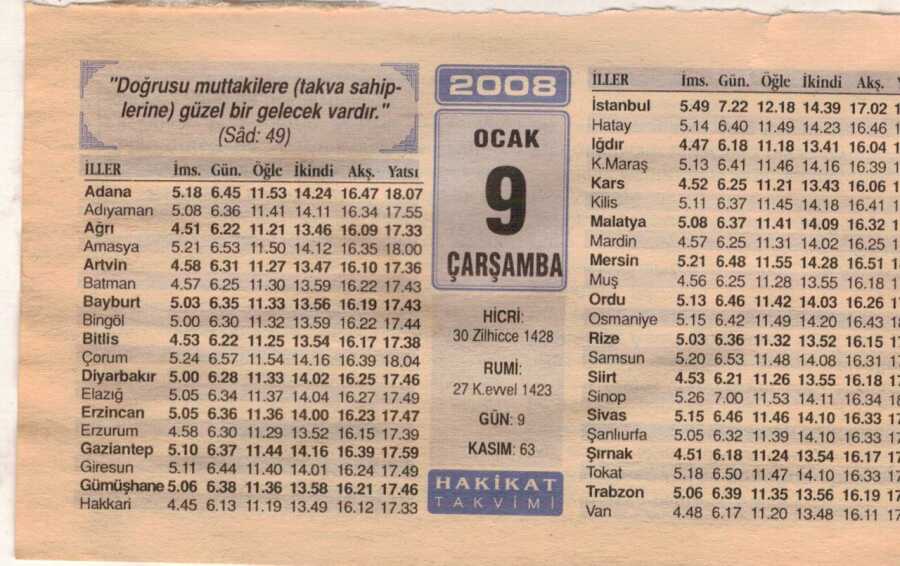 "Doğrusu muttakilere (takva sahip-
lerine) güzel bir gelecek vardır."
(Sâd: 49)
İLLER İms. Gün. Öğle İkindi Akş. Yatsı
Adana 5.18 6.45 11.53 14.24 16.47 18.07
Adıyaman 5.08 6.36 11.41 14.11 16.34 17.55
Ağrı 4.51 6.22 11.21 13.46 16.09 17.33
Amasya 5.21 6.53 11.50 14.12 16.35 18.00
Artvin 4.58 6.31 11.27 13.47 16.10 17.36
Batman 4.57 6.25 11.30 13.59 16.22 17.43
Bayburt 5.03 6.35 11.33 13.56 16.19 17.43
Bingöl 5.00 6.30 11.32 13.59 16.22 17.44
Bitlis 4.53 6.22 11.25 13.54 16.17 17.38
Çorum 5.24 6.57 11.54 14.16 16.39 18.04
Diyarbakır 5.00 6.28 11.33 14.02 16.25 17.46
Elazığ 5.05 6.34 11.37 14.04 16.27 17.49
Erzincan 5.05 6.36 11.36 14.00 16.23 17.47
Erzurum 4.58 6.30 11.29 13.52 16.15 17.39
Gaziantep 5.10 6.37 11.44 14.16 16.39 17.59
Giresun 5.11 6.44 11.40 14.01 16.24 17.49
Gümüşhane 5.06 6.38 11.36 13.58 16.21 17.46
Hakkari 4.45 6.13 11.19 13.49 16.12 17.33
2008
OCAK
9
ÇARŞAMBA
HİCRİ:
30 Zilhicce 1428
RUMİ:
27 K.evvel 1423
GÜN: 9
KASIM: 63
HAKİKAT
TAKVİMİ
İLLER İms. Gün. Öğle İkindi Akş.
İstanbul 5.49 7.22 12.18 14.39 17.02
Hatay 5.14 6.40 11.49 14.23 16.46
Iğdır 4.47 6.18 11.18 13.41 16.04
K.Maraş 5.13 6.41 11.46 14.16 16.39
Kars 4.52 6.25 11.21 13.43 16.06
Kilis 5.11 6.37 11.45 14.18 16.41
Malatya 5.08 6.37 11.41 14.09 16.32
Mardin 4.57 6.25 11.31 14.02 16.25
Mersin 5.21 6.48 11.55 14.28 16.51
Muş 4.56 6.25 11.28 13.55 16.18
Ordu 5.13 6.46 11.42 14.03 16.26
Osmaniye 5.15 6.42 11.49 14.20 16.43
Rize 5.03 6.36 11.32 13.52 16.15
Samsun 5.20 6.53 11.48 14.08 16.31
Siirt 4.53 6.21 11.26 13.55 16.18
Sinop 5.26 7.00 11.53 14.11 16.34
Sivas 5.15 6.46 11.46 14.10 16.33
Şanlıurfa 5.05 6.32 11.39 14.10 16.33
Şırnak 4.51 6.18 11.24 13.54 16.17
Tokat 5.18 6.50 11.47 14.10 16.33
Trabzon 5.06 6.39 11.35 13.56 16.19
Van 4.48 6.17 11.20 13.48 16.11